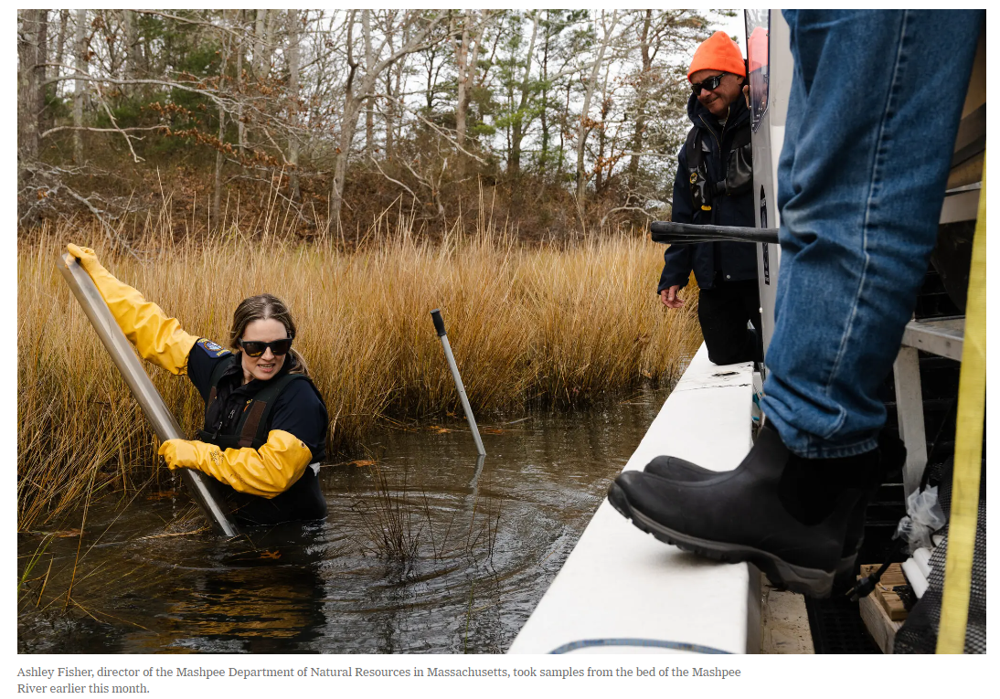 Ashley Fisher, director of the Mashpee Department of Natural Resources in Massachusetts, took samples from the bed of the Mashpee
River earlier this month.